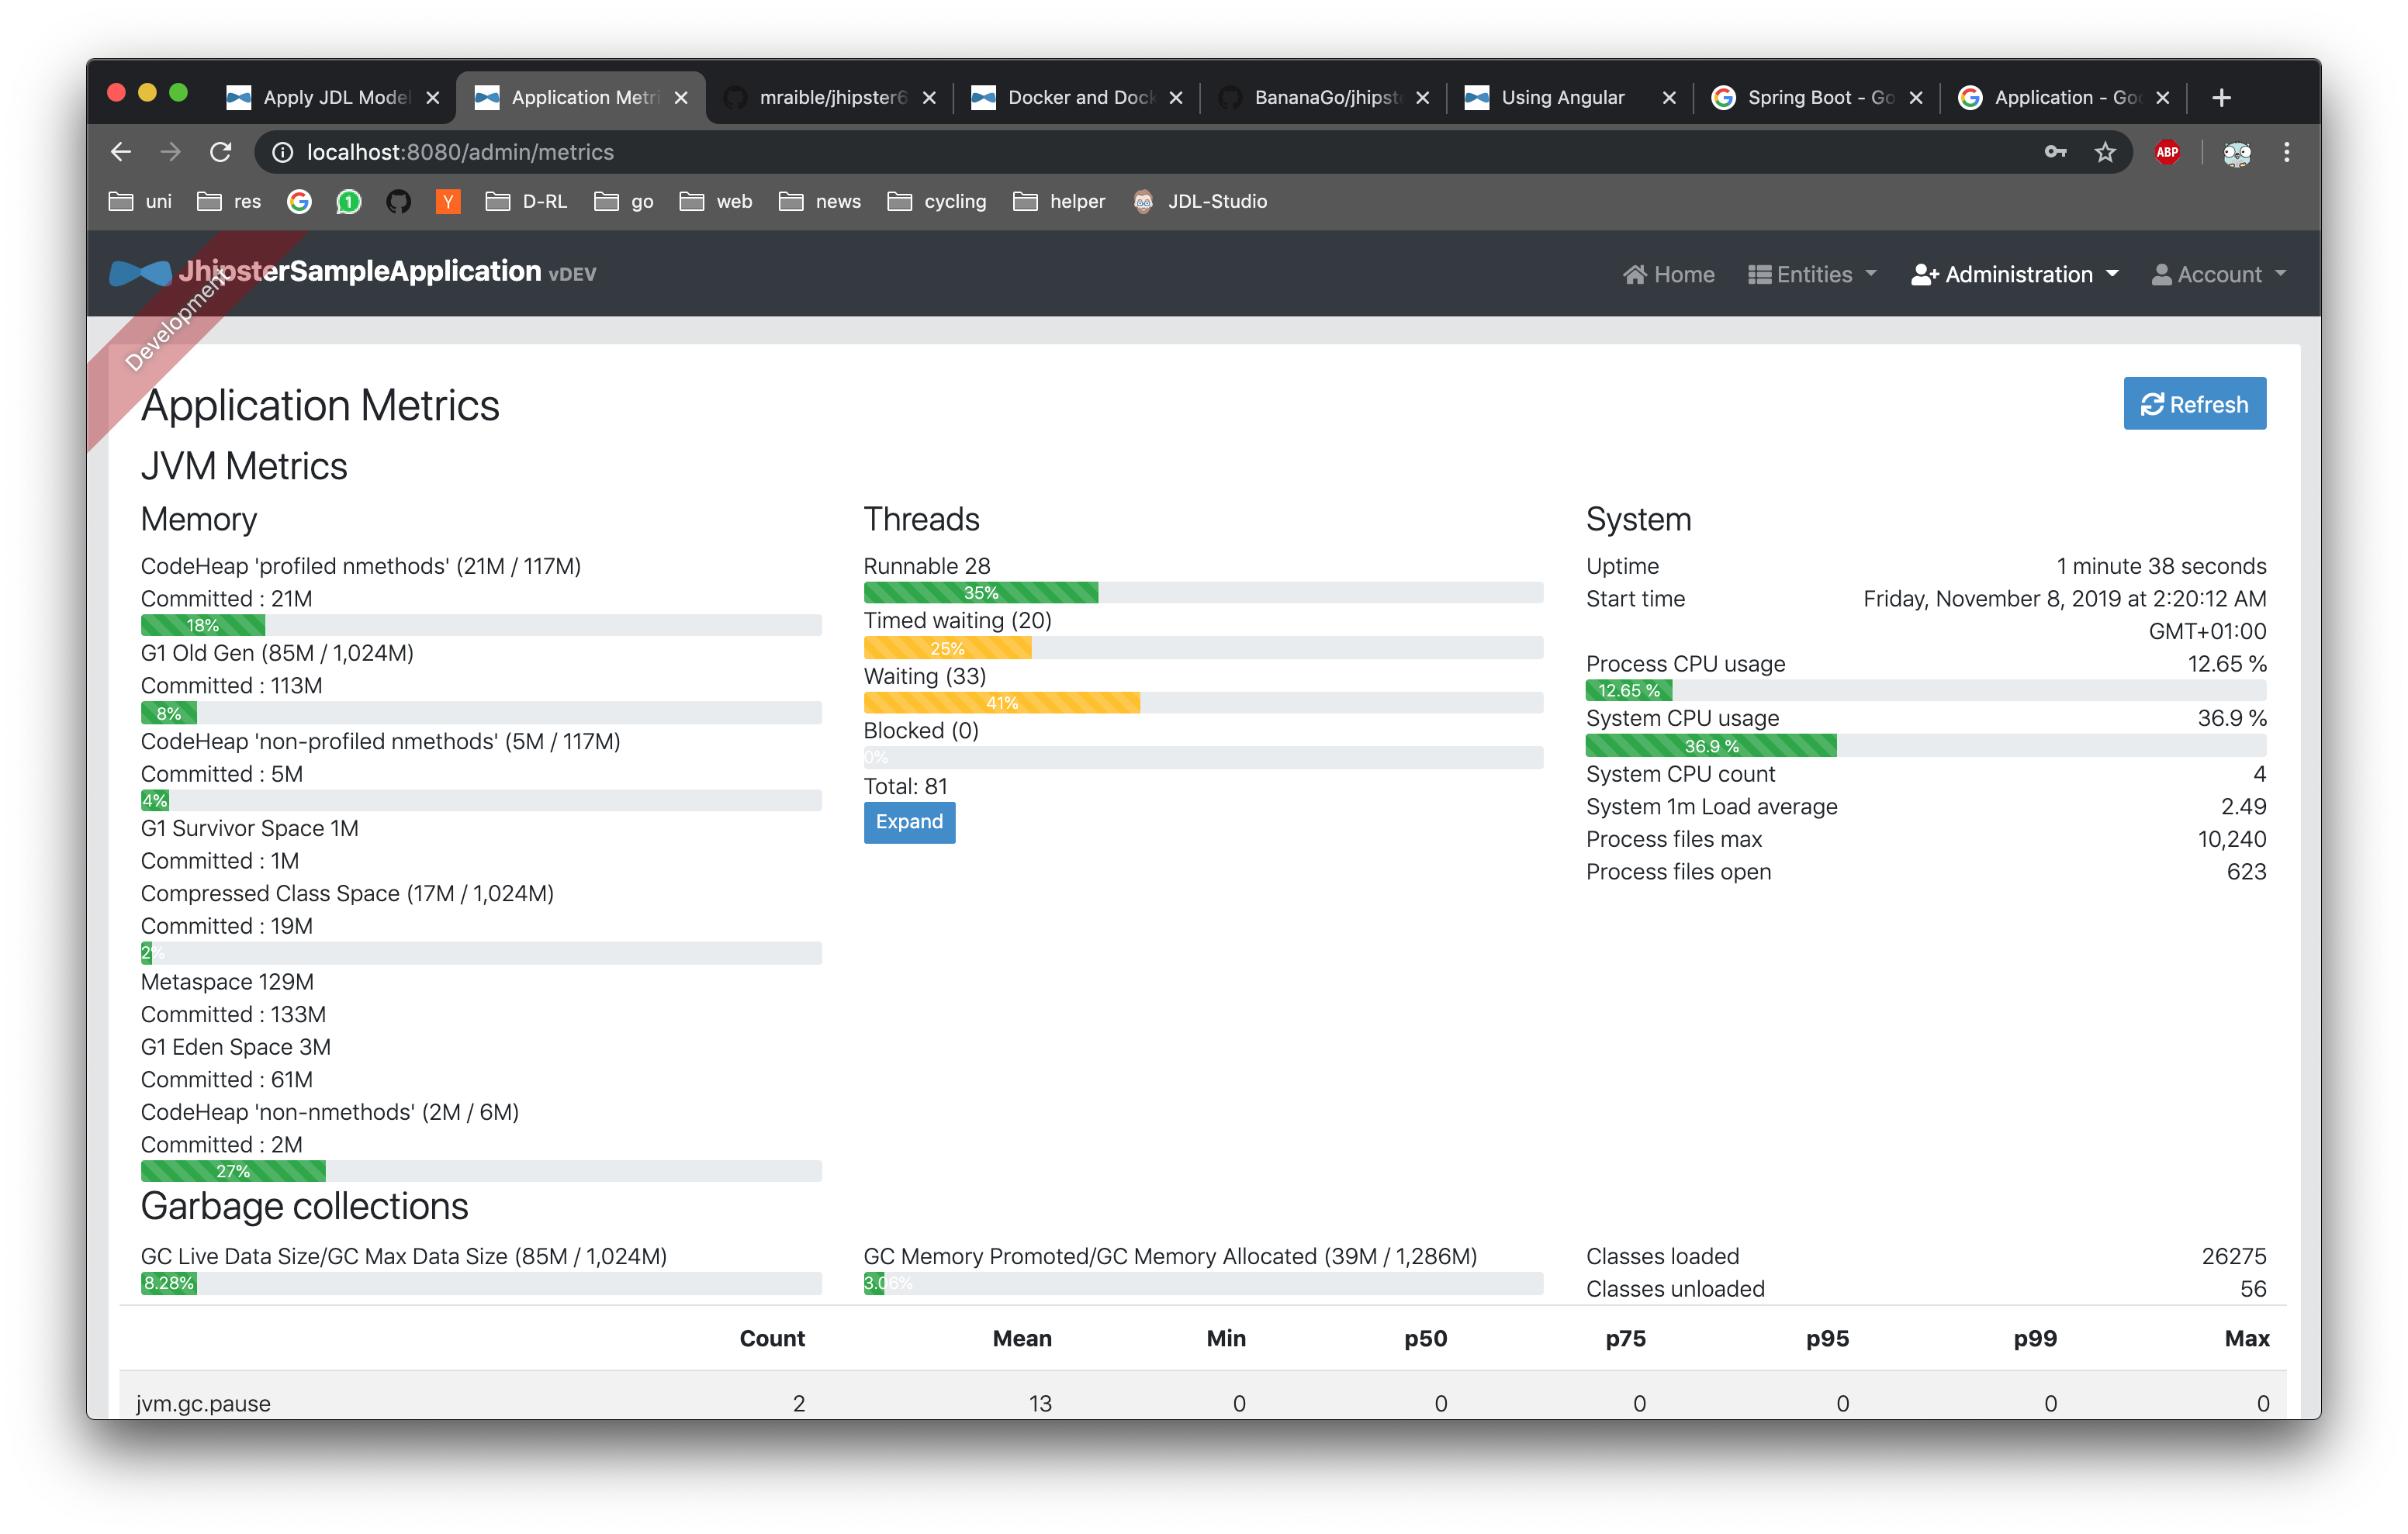 Apply JDL Model
Application Metri
mraible/jhipster6
Docker and Dock
BananaGo/jhipst
Using Angular
Spring Boot - Go
Application - Goo
localhost:8080/admin/metrics
ABP
uni
res
1
Y
D-RL
go
web
news
cycling
helper
JDL-Studio
Development
JhipsterSampleApplication vDEV
Home
Entities
Administration
Account
Application Metrics
Refresh
JVM Metrics
Memory
CodeHeap 'profiled nmethods' (21M / 117M)
Committed : 21M
18%
G1 Old Gen (85M / 1,024M)
Committed : 113M
8%
CodeHeap 'non-profiled nmethods' (5M / 117M)
Committed : 5M
4%
G1 Survivor Space 1M
Committed : 1M
Compressed Class Space (17M / 1,024M)
Committed : 19M
2%
Metaspace 129M
Committed : 133M
G1 Eden Space 3M
Committed : 61M
CodeHeap 'non-nmethods' (2M / 6M)
Committed : 2M
27%
Threads
Runnable 28
35%
Timed waiting (20)
25%
Waiting (33)
41%
Blocked (0)
0%
Total: 81
Expand
System
Uptime 1 minute 38 seconds
Start time Friday, November 8, 2019 at 2:20:12 AM
GMT+01:00
Process CPU usage 12.65 %
12.65 %
System CPU usage 36.9 %
36.9 %
System CPU count 4
System 1m Load average 2.49
Process files max 10,240
Process files open 623
Garbage collections
GC Live Data Size/GC Max Data Size (85M / 1,024M)
8.28%
GC Memory Promoted/GC Memory Allocated (39M / 1,286M)
3.06%
Classes loaded 26275
Classes unloaded 56
Count Mean Min p50 p75 p95 p99 Max
jvm.gc.pause 2 13 0 0 0 0 0 0